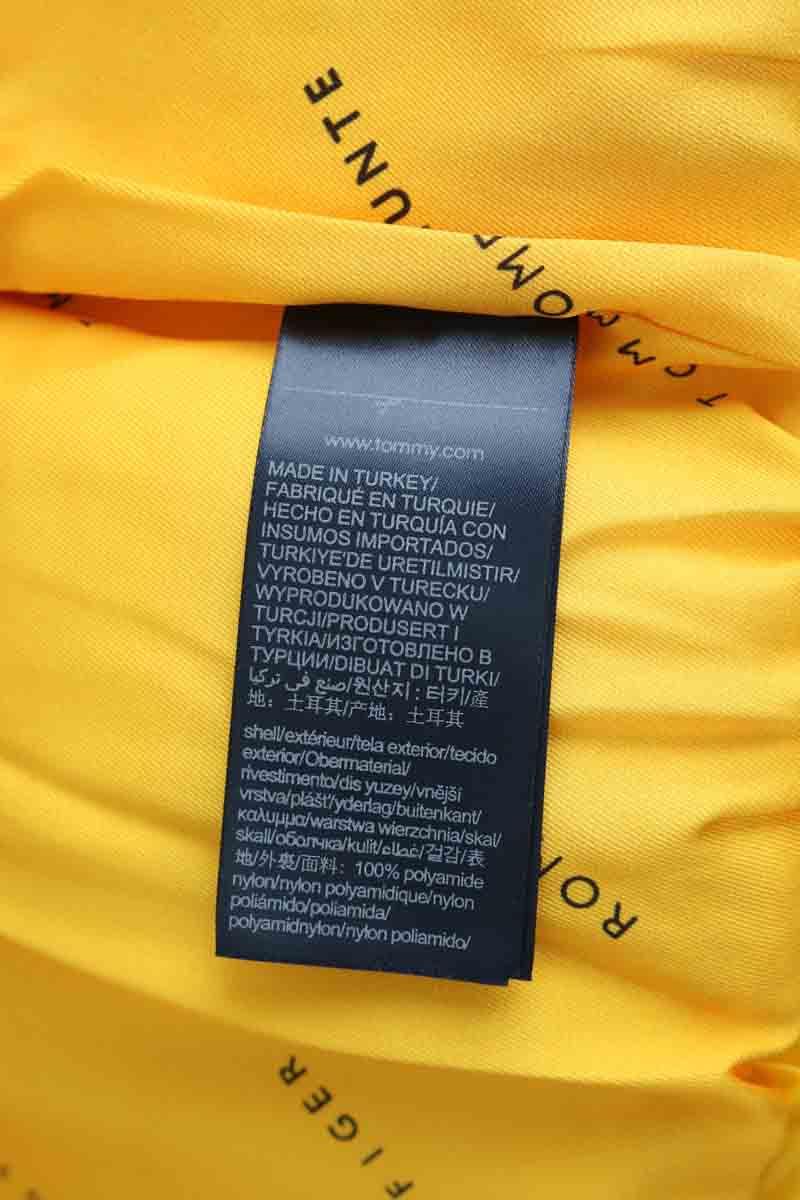 UNTE
TOMM
www.tommy.com
MADE IN TURKEY/
FABRIQUÉ EN TURQUIE/
HECHO EN TURQUÍA CON
INSUMOS IMPORTADOS/
TURKIYE'DE URETILMISTIR/
VYROBENO V TURECKU/
WYPRODUKOWANO W
TURCJI/PRODUSERT I
TYRKIA/ИЗГОТОВЛЕНО В
ТУРЦИИ/DIBUAT DI TURKI/
صنع في تركيا/원산지 : 터키/產
地：土耳其/产地：土耳其
shell/extérieur/tela exterior/tecido
exterior/Obermaterial/
rivestimento/dis yuzey/vnější
vrstva/plášť/yderlag/buitenkant/
καλυμμα/warstwa wierzchnia/skal/
skall/оболчка/kulit/غطاء/겉감/表
地/外裏/面料：100% polyamide
nylon/nylon polyamidique/nylon
poliámido/poliamida/
polyamidnylon/nylon poliamido/
RO
FIGER